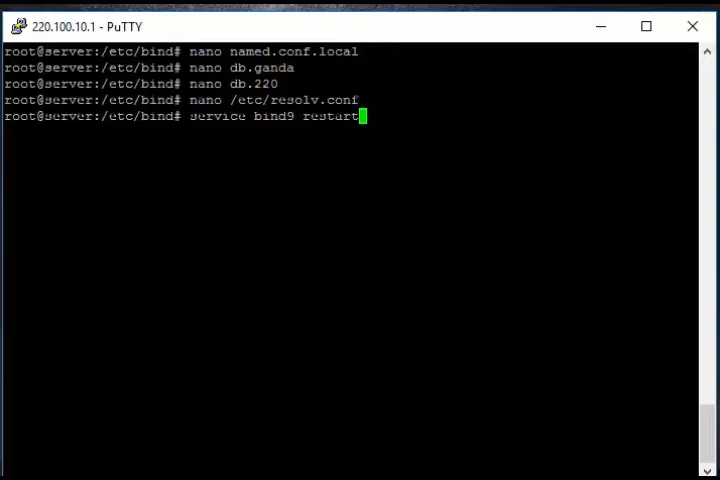 220.100.10.1 - PuTTY
root@server:/etc/bind# nano named.conf.local
root@server:/etc/bind# nano db.ganda
root@server:/etc/bind# nano db.220
root@server:/etc/bind# nano /etc/resolv.conf
root@server:/etc/bind# service bind9 restart